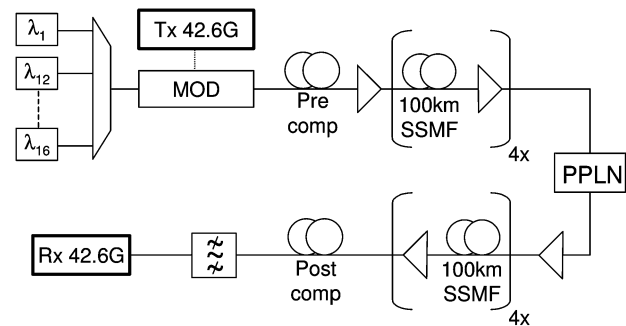 λ1
λ12
λ16
Tx 42.6G
MOD
Pre
comp
100km
SSMF
4x
PPLN
Rx 42.6G
Post
comp
100km
SSMF
4x